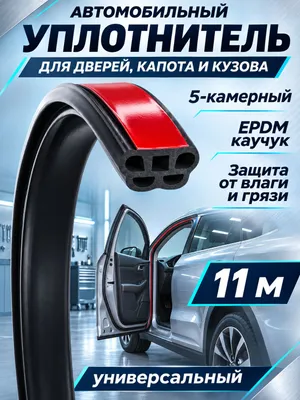 АВТОМОБИЛЬНЫЙ
УПЛОТНИТЕЛЬ
ДЛЯ ДВЕРЕЙ, КАПОТА И КУЗОВА
5-камерный
EPDM
каучук
Защита
от влаги
и грязи
11 м
универсальный